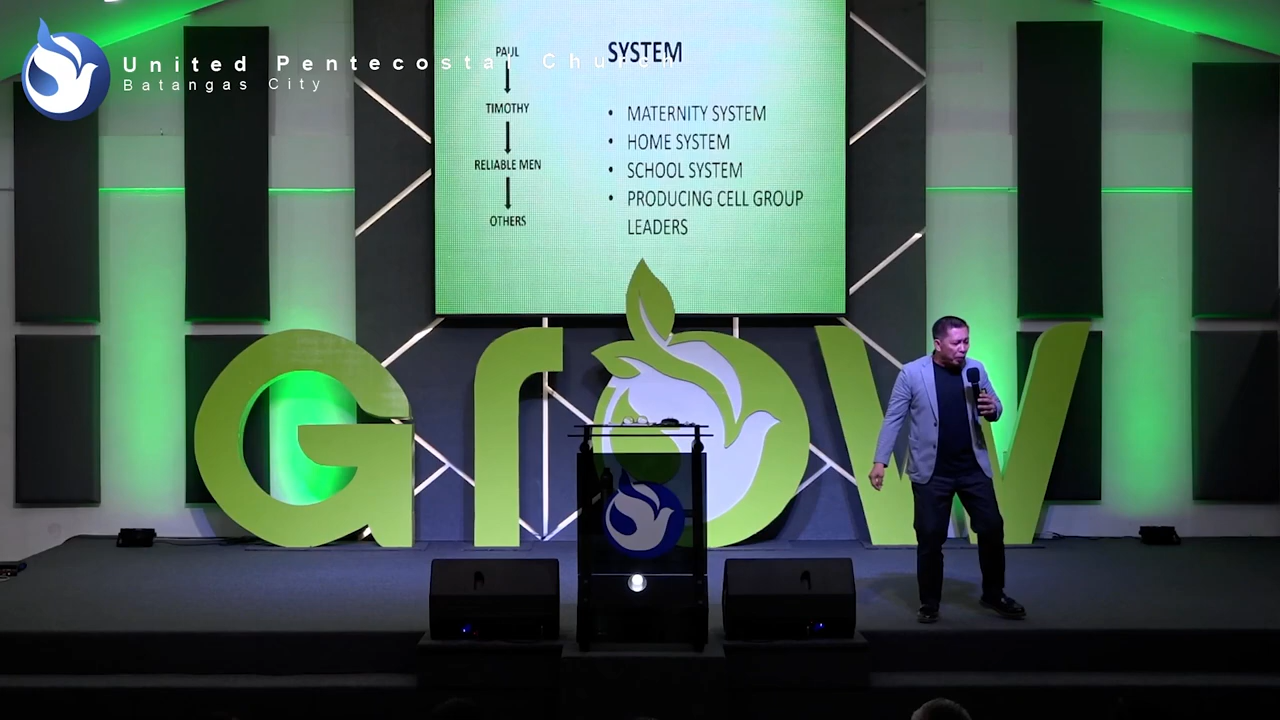 United Pentecostal Church
Batangas City
PAUL
TIMOTHY
RELIABLE MEN
OTHERS
SYSTEM
• MATERNITY SYSTEM
• HOME SYSTEM
• SCHOOL SYSTEM
• PRODUCING CELL GROUP
LEADERS
Grow